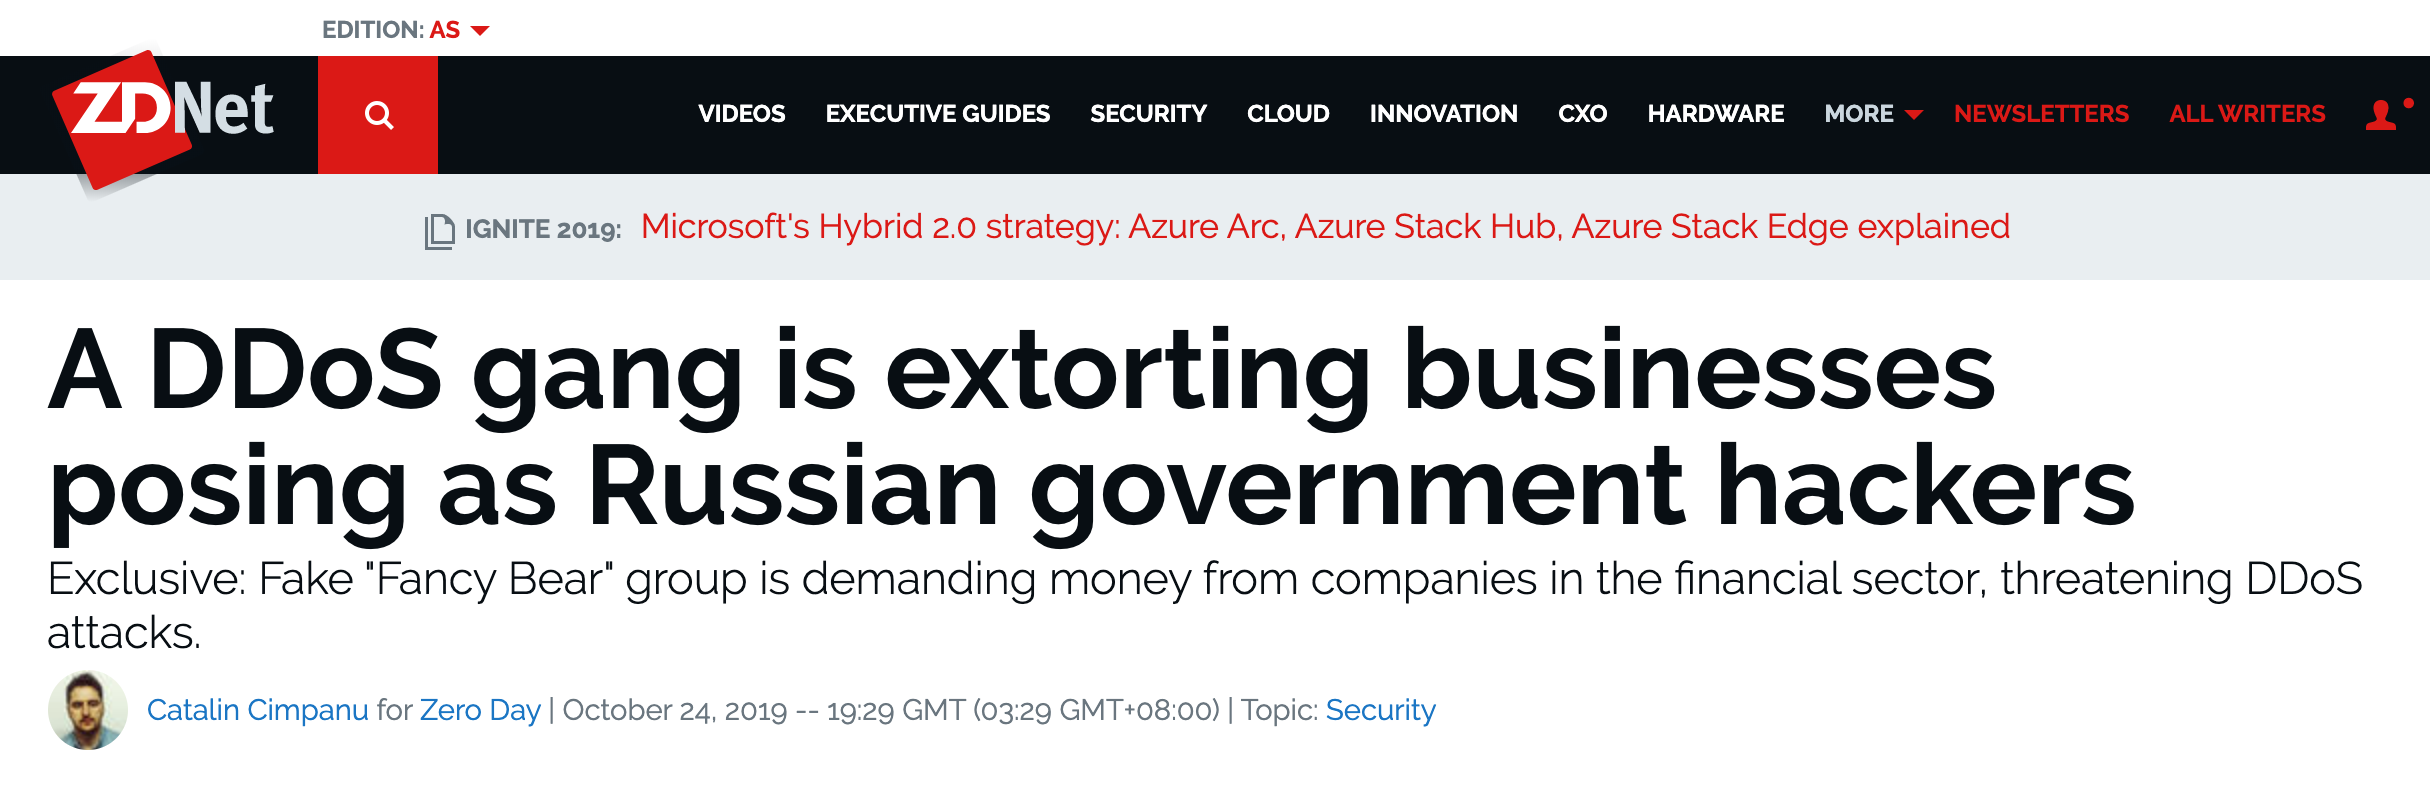 EDITION: AS
ZDNet
VIDEOS EXECUTIVE GUIDES SECURITY CLOUD INNOVATION CXO HARDWARE MORE NEWSLETTERS ALL WRITERS
IGNITE 2019: Microsoft's Hybrid 2.0 strategy: Azure Arc, Azure Stack Hub, Azure Stack Edge explained
A DDoS gang is extorting businesses
posing as Russian government hackers
Exclusive: Fake "Fancy Bear" group is demanding money from companies in the financial sector, threatening DDoS
attacks.
Catalin Cimpanu for Zero Day | October 24, 2019 -- 19:29 GMT (03:29 GMT+08:00) | Topic: Security